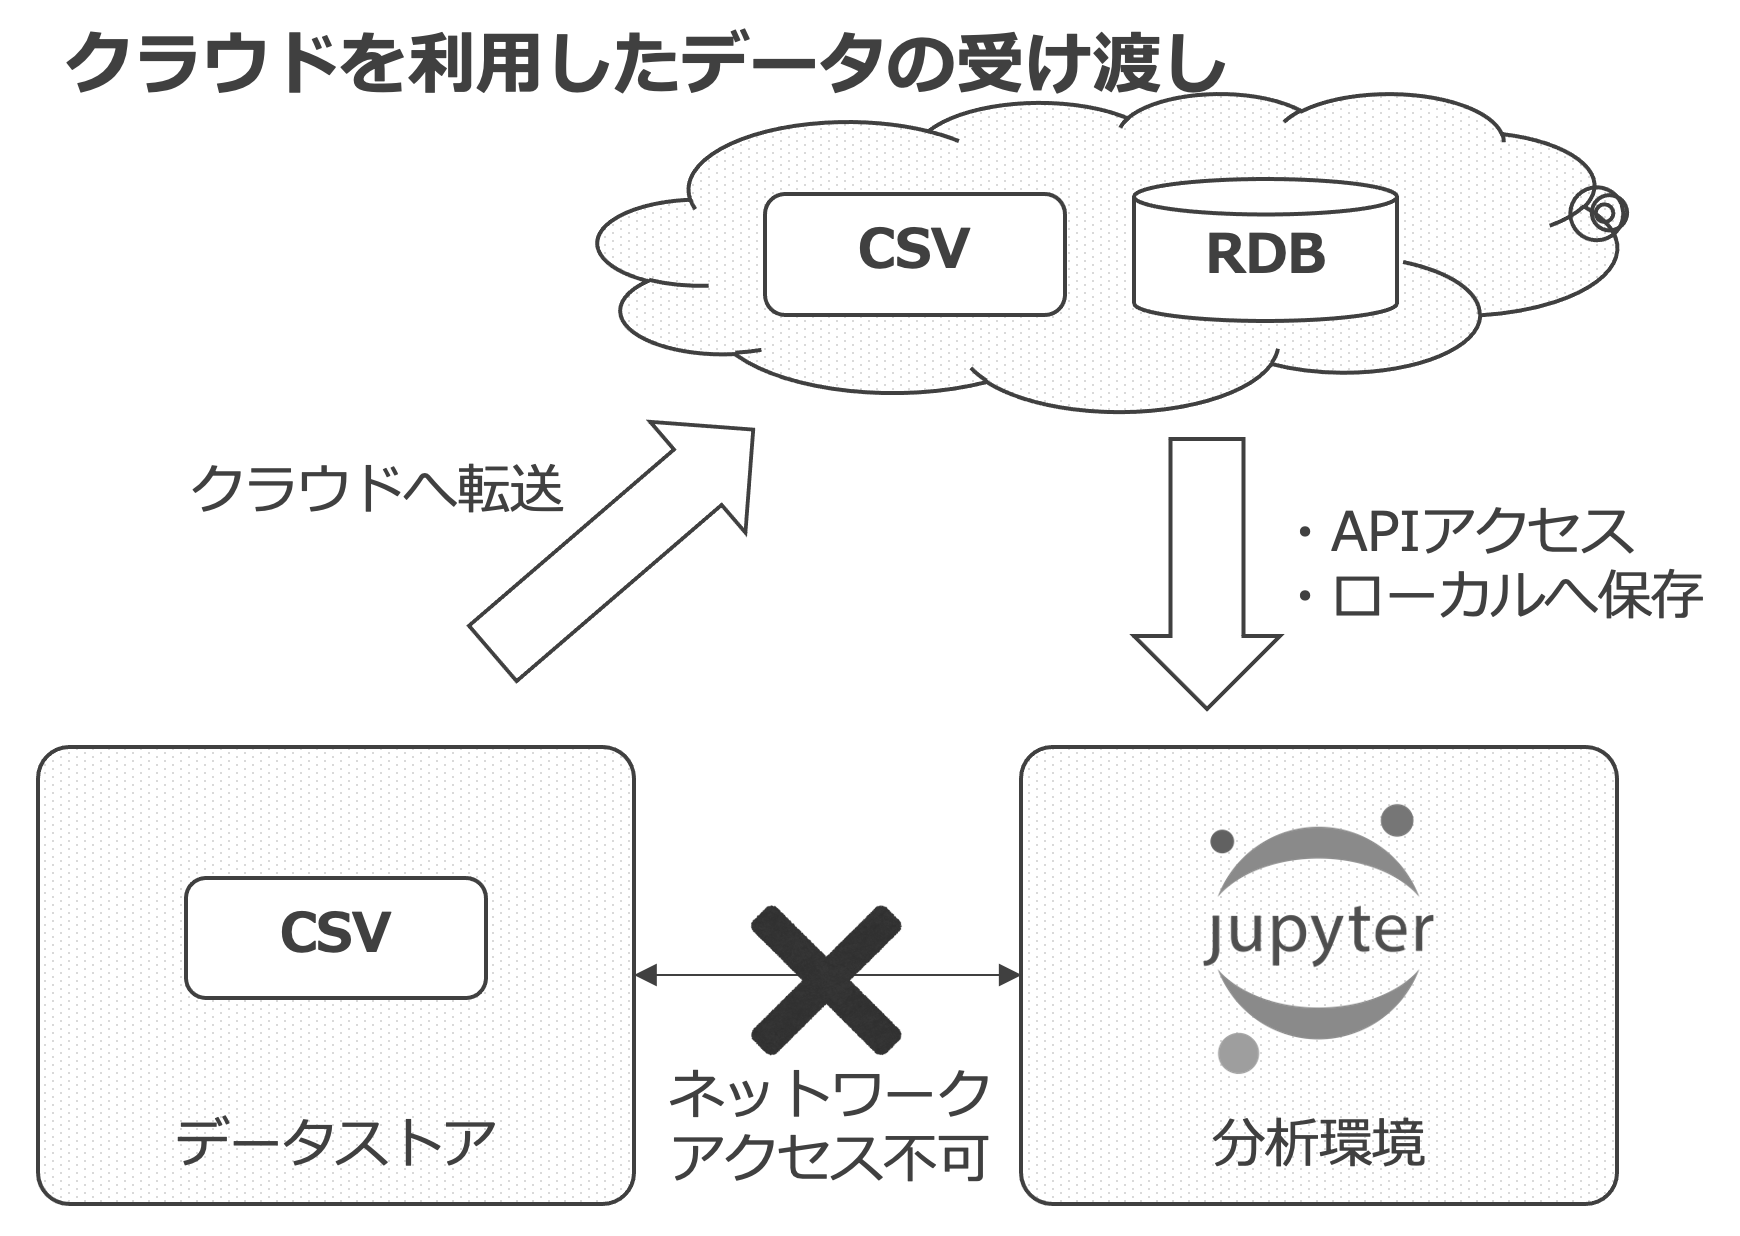 クラウドを利用したデータの受け渡し
CSV
RDB
クラウドへ転送
・APIアクセス
・ローカルへ保存
CSV
データストア
ネットワーク
アクセス不可
jupyter
分析環境